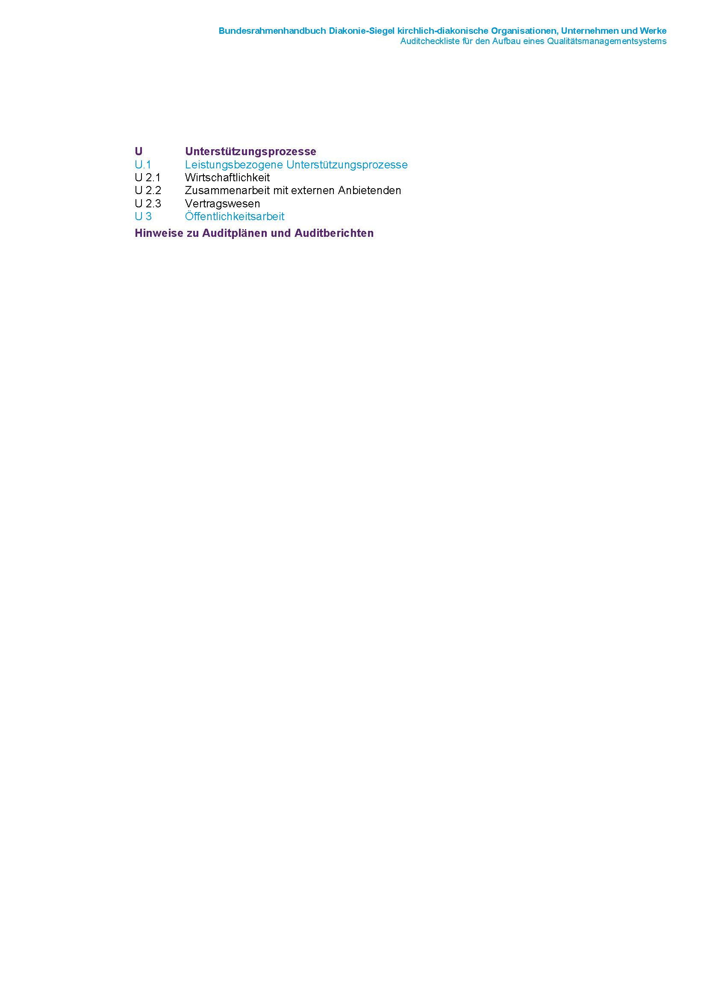 Bundesrahmenhandbuch Diakonie-Siegel kirchlich-diakonische Organisationen, Unternehmen und Werke
Auditcheckliste für den Aufbau eines Qualitätsmanagementsystems
U Unterstützungsprozesse
U.1 Leistungsbezogene Unterstützungsprozesse
U 2.1 Wirtschaftlichkeit
U 2.2 Zusammenarbeit mit externen Anbietenden
U 2.3 Vertragswesen
U 3 Öffentlichkeitsarbeit
Hinweise zu Auditplänen und Auditberichten